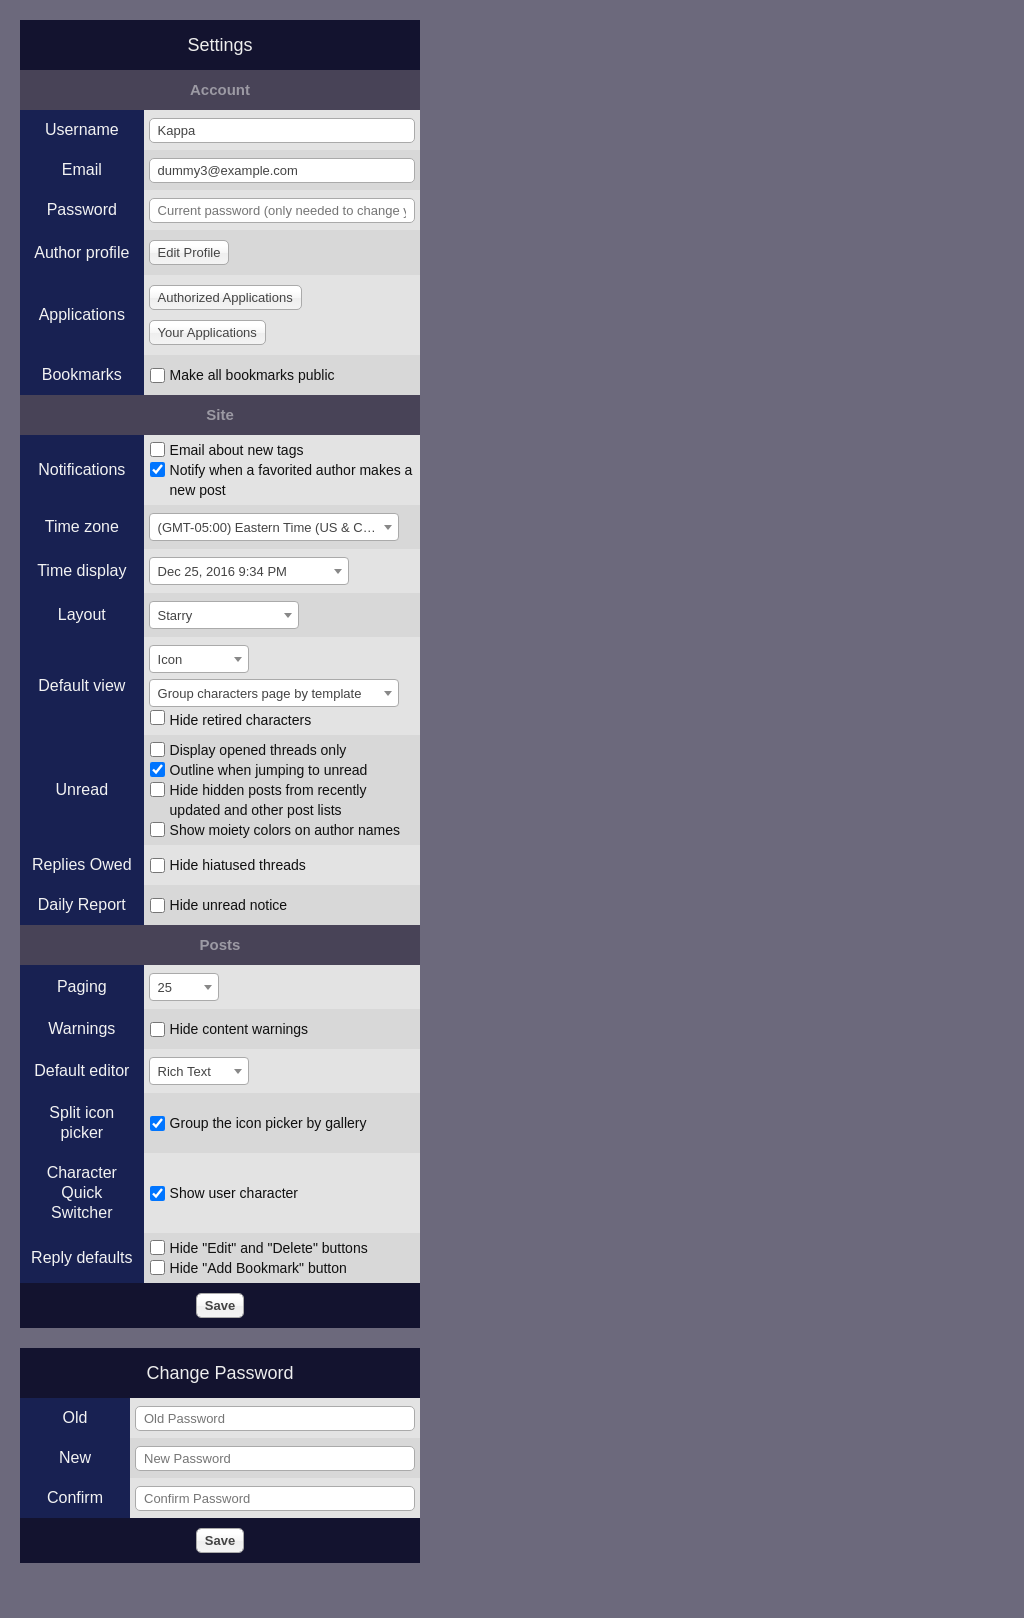 Settings
Account
Username
Kappa
Email
dummy3@example.com
Password
Current password (only needed to change y
Author profile
Edit Profile
Applications
Authorized Applications
Your Applications
Bookmarks
Make all bookmarks public
Site
Notifications
Email about new tags
Notify when a favorited author makes a
new post
Time zone
(GMT-05:00) Eastern Time (US & C…
Time display
Dec 25, 2016 9:34 PM
Layout
Starry
Default view
Icon
Group characters page by template
Hide retired characters
Unread
Display opened threads only
Outline when jumping to unread
Hide hidden posts from recently
updated and other post lists
Show moiety colors on author names
Replies Owed
Hide hiatused threads
Daily Report
Hide unread notice
Posts
Paging
25
Warnings
Hide content warnings
Default editor
Rich Text
Split icon
picker
Group the icon picker by gallery
Character
Quick
Switcher
Show user character
Reply defaults
Hide "Edit" and "Delete" buttons
Hide "Add Bookmark" button
Save
Change Password
Old
Old Password
New
New Password
Confirm
Confirm Password
Save